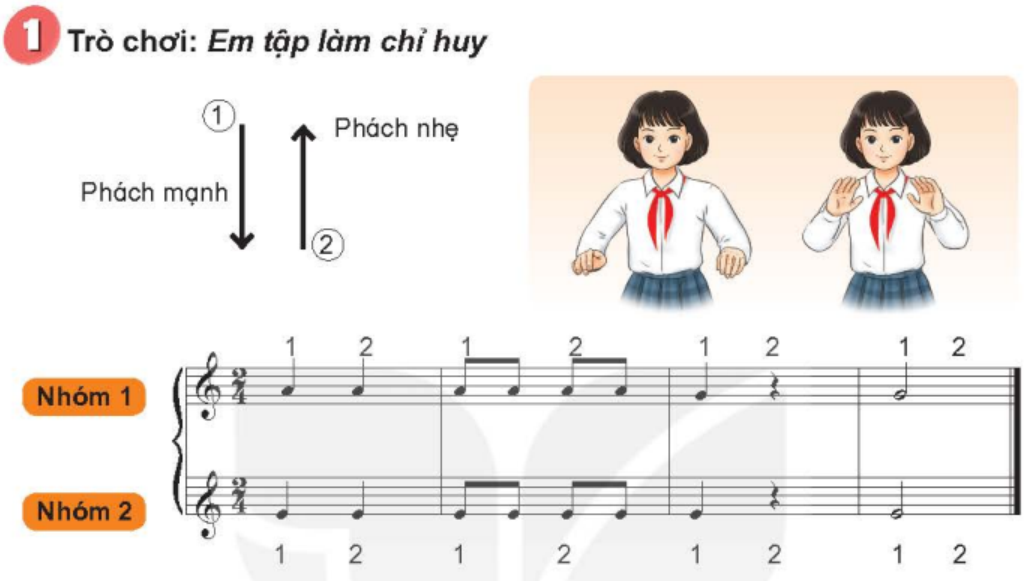 1 Trò chơi: Em tập làm chỉ huy
1
Phách nhẹ
Phách mạnh
2
1 2 1 2 1 2 1 2
Nhóm 1
2
4
Nhóm 2
2
4
1 2 1 2 1 2 1 2